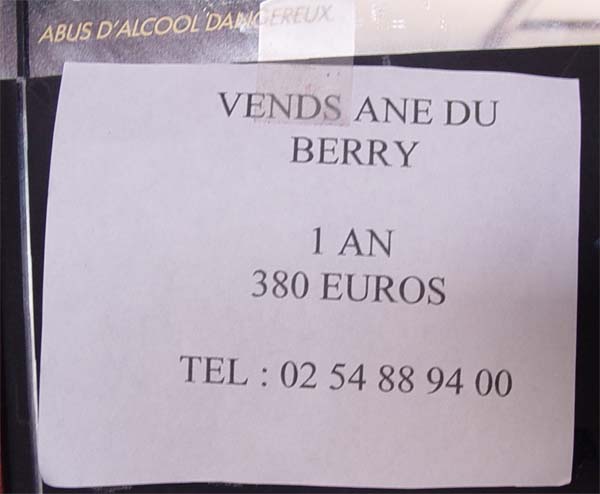 ABUS D'ALCOOL DANGEREUX.
VENDS ANE DU
BERRY
1 AN
380 EUROS
TEL : 02 54 88 94 00